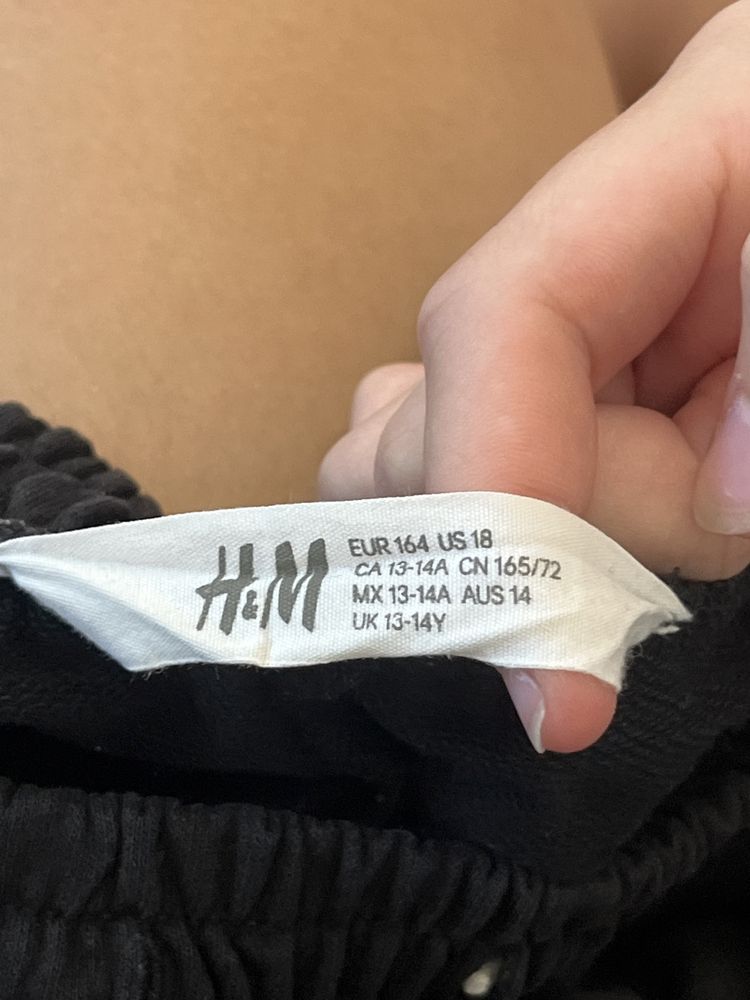 H&M
EUR 164 US 18
CA 13-14A CN 165/72
MX 13-14A AUS 14
UK 13-14Y